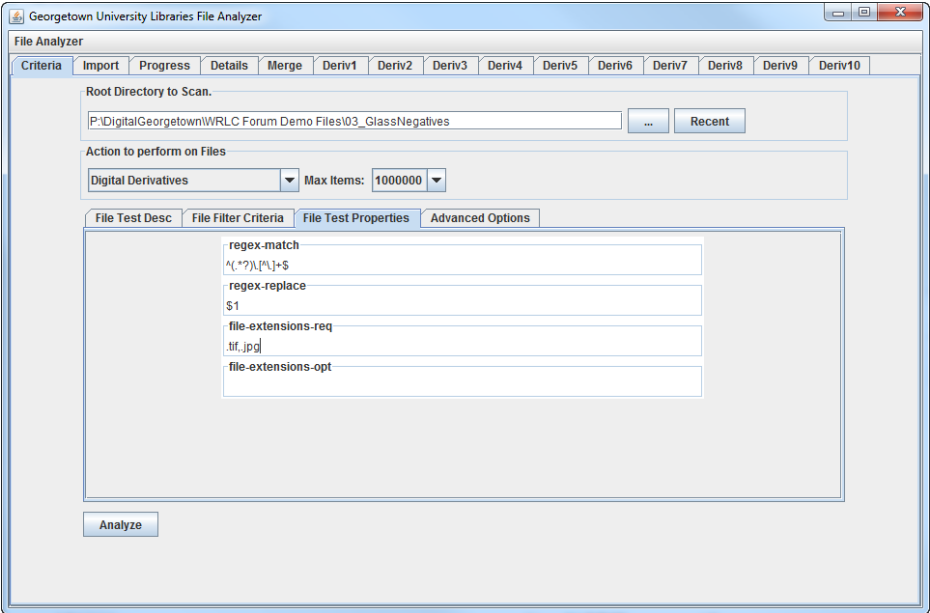 Georgetown University Libraries File Analyzer
File Analyzer
Criteria Import Progress Details Merge Deriv1 Deriv2 Deriv3 Deriv4 Deriv5 Deriv6 Deriv7 Deriv8 Deriv9 Deriv10
Root Directory to Scan.
P:\DigitalGeorgetown\WRLC Forum Demo Files\03_GlassNegatives ... Recent
Action to perform on Files
Digital Derivatives Max Items: 1000000
File Test Desc File Filter Criteria File Test Properties Advanced Options
regex-match
^(.*?)\.[^\.]+$
regex-replace
$1
file-extensions-req
.tif,.jpg
file-extensions-opt
Analyze